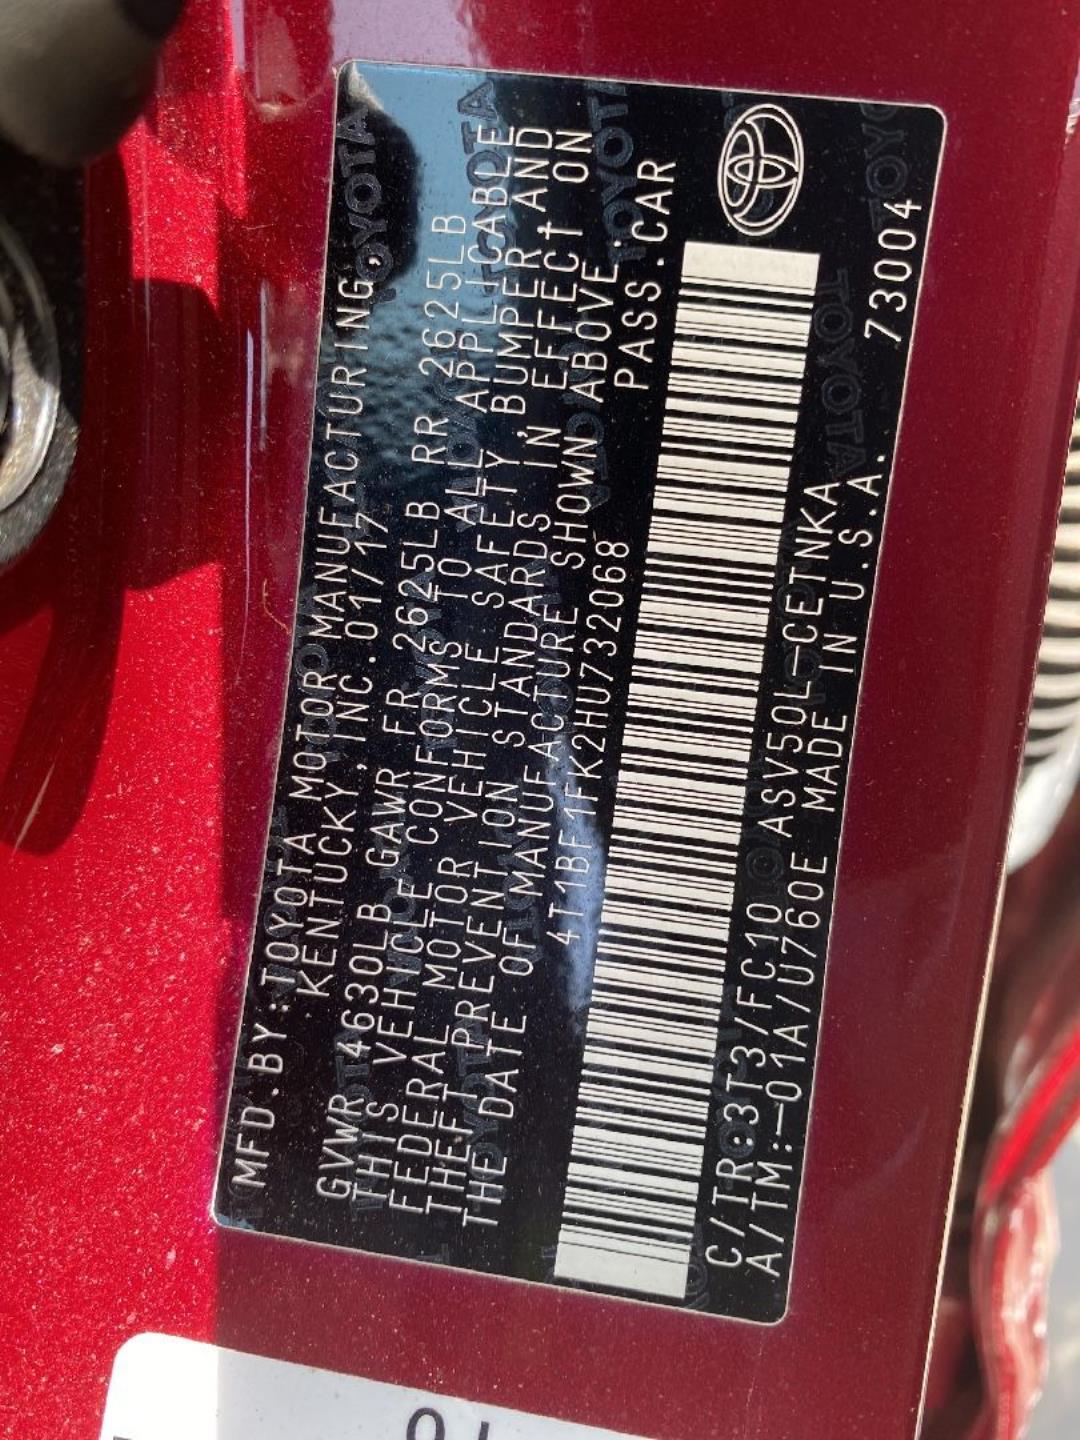 MFD.BY:TOYOTA MOTOR MANUFACTURING,
KENTUCKY,INC.01/17
GVWR 4630LB GAWR FR 2625LB RR 2625LB
THIS VEHICLE CONFORMS TO ALL APPLICABLE
FEDERAL MOTOR VEHICLE SAFETY,BUMPER,AND
THEFT PREVENTION STANDARDS IN EFFECT ON
THE DATE OF MANUFACTURE SHOWN ABOVE.
4T1BF1FK2HU732068 PASS.CAR
C/TR:3T3/FC10 ASV50L-CETNKA
A/TM:-01A/U760E MADE IN U.S.A. 73004